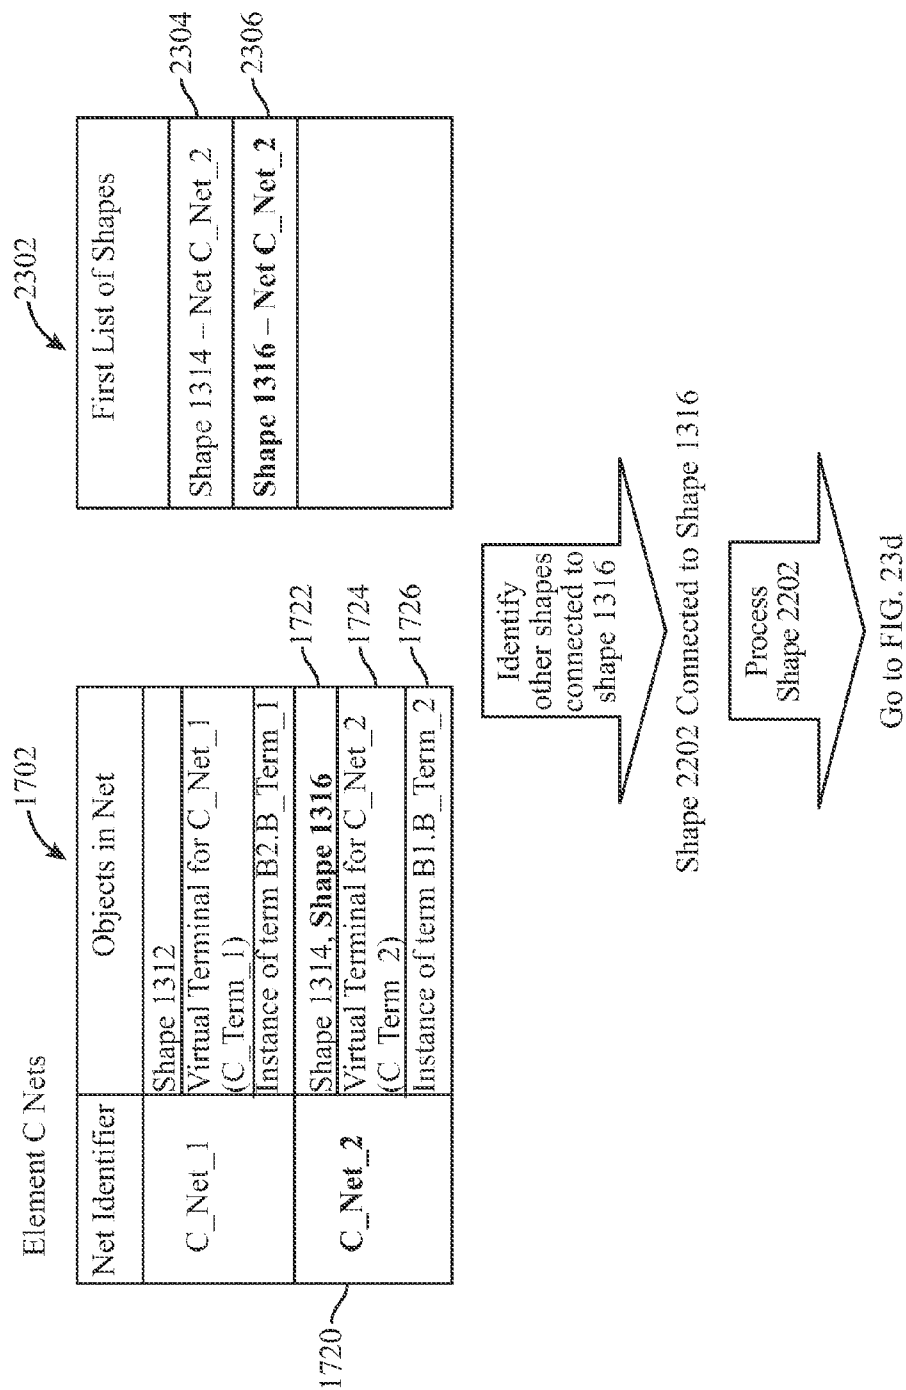 Element C Nets
1702
Net Identifier
Objects in Net
C_Net_1
Shape 1312
Virtual Terminal for C_Net_1
(C_Term_1)
Instance of term B2.B_Term_1
1720
C_Net_2
Shape 1314, Shape 1316
1722
Virtual Terminal for C_Net_2
(C_Term_2)
1724
Instance of term B1.B_Term_2
1726
2302
First List of Shapes
Shape 1314 – Net C_Net_2
2304
Shape 1316 – Net C_Net_2
2306
Identify
other shapes
connected to
shape 1316
Shape 2202 Connected to Shape 1316
Process
Shape 2202
Go to FIG. 23d